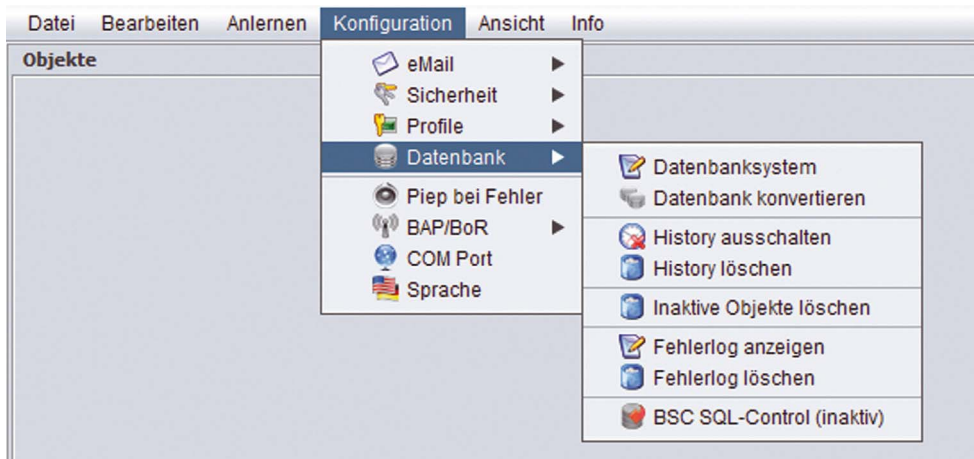 Datei Bearbeiten Anlernen Konfiguration Ansicht Info
Objekte
eMail
Sicherheit
Profile
Datenbank
Piep bei Fehler
BAP/BoR
COM Port
Sprache
Datenbanksystem
Datenbank konvertieren
History ausschalten
History löschen
Inaktive Objekte löschen
Fehlerlog anzeigen
Fehlerlog löschen
BSC SQL-Control (inaktiv)